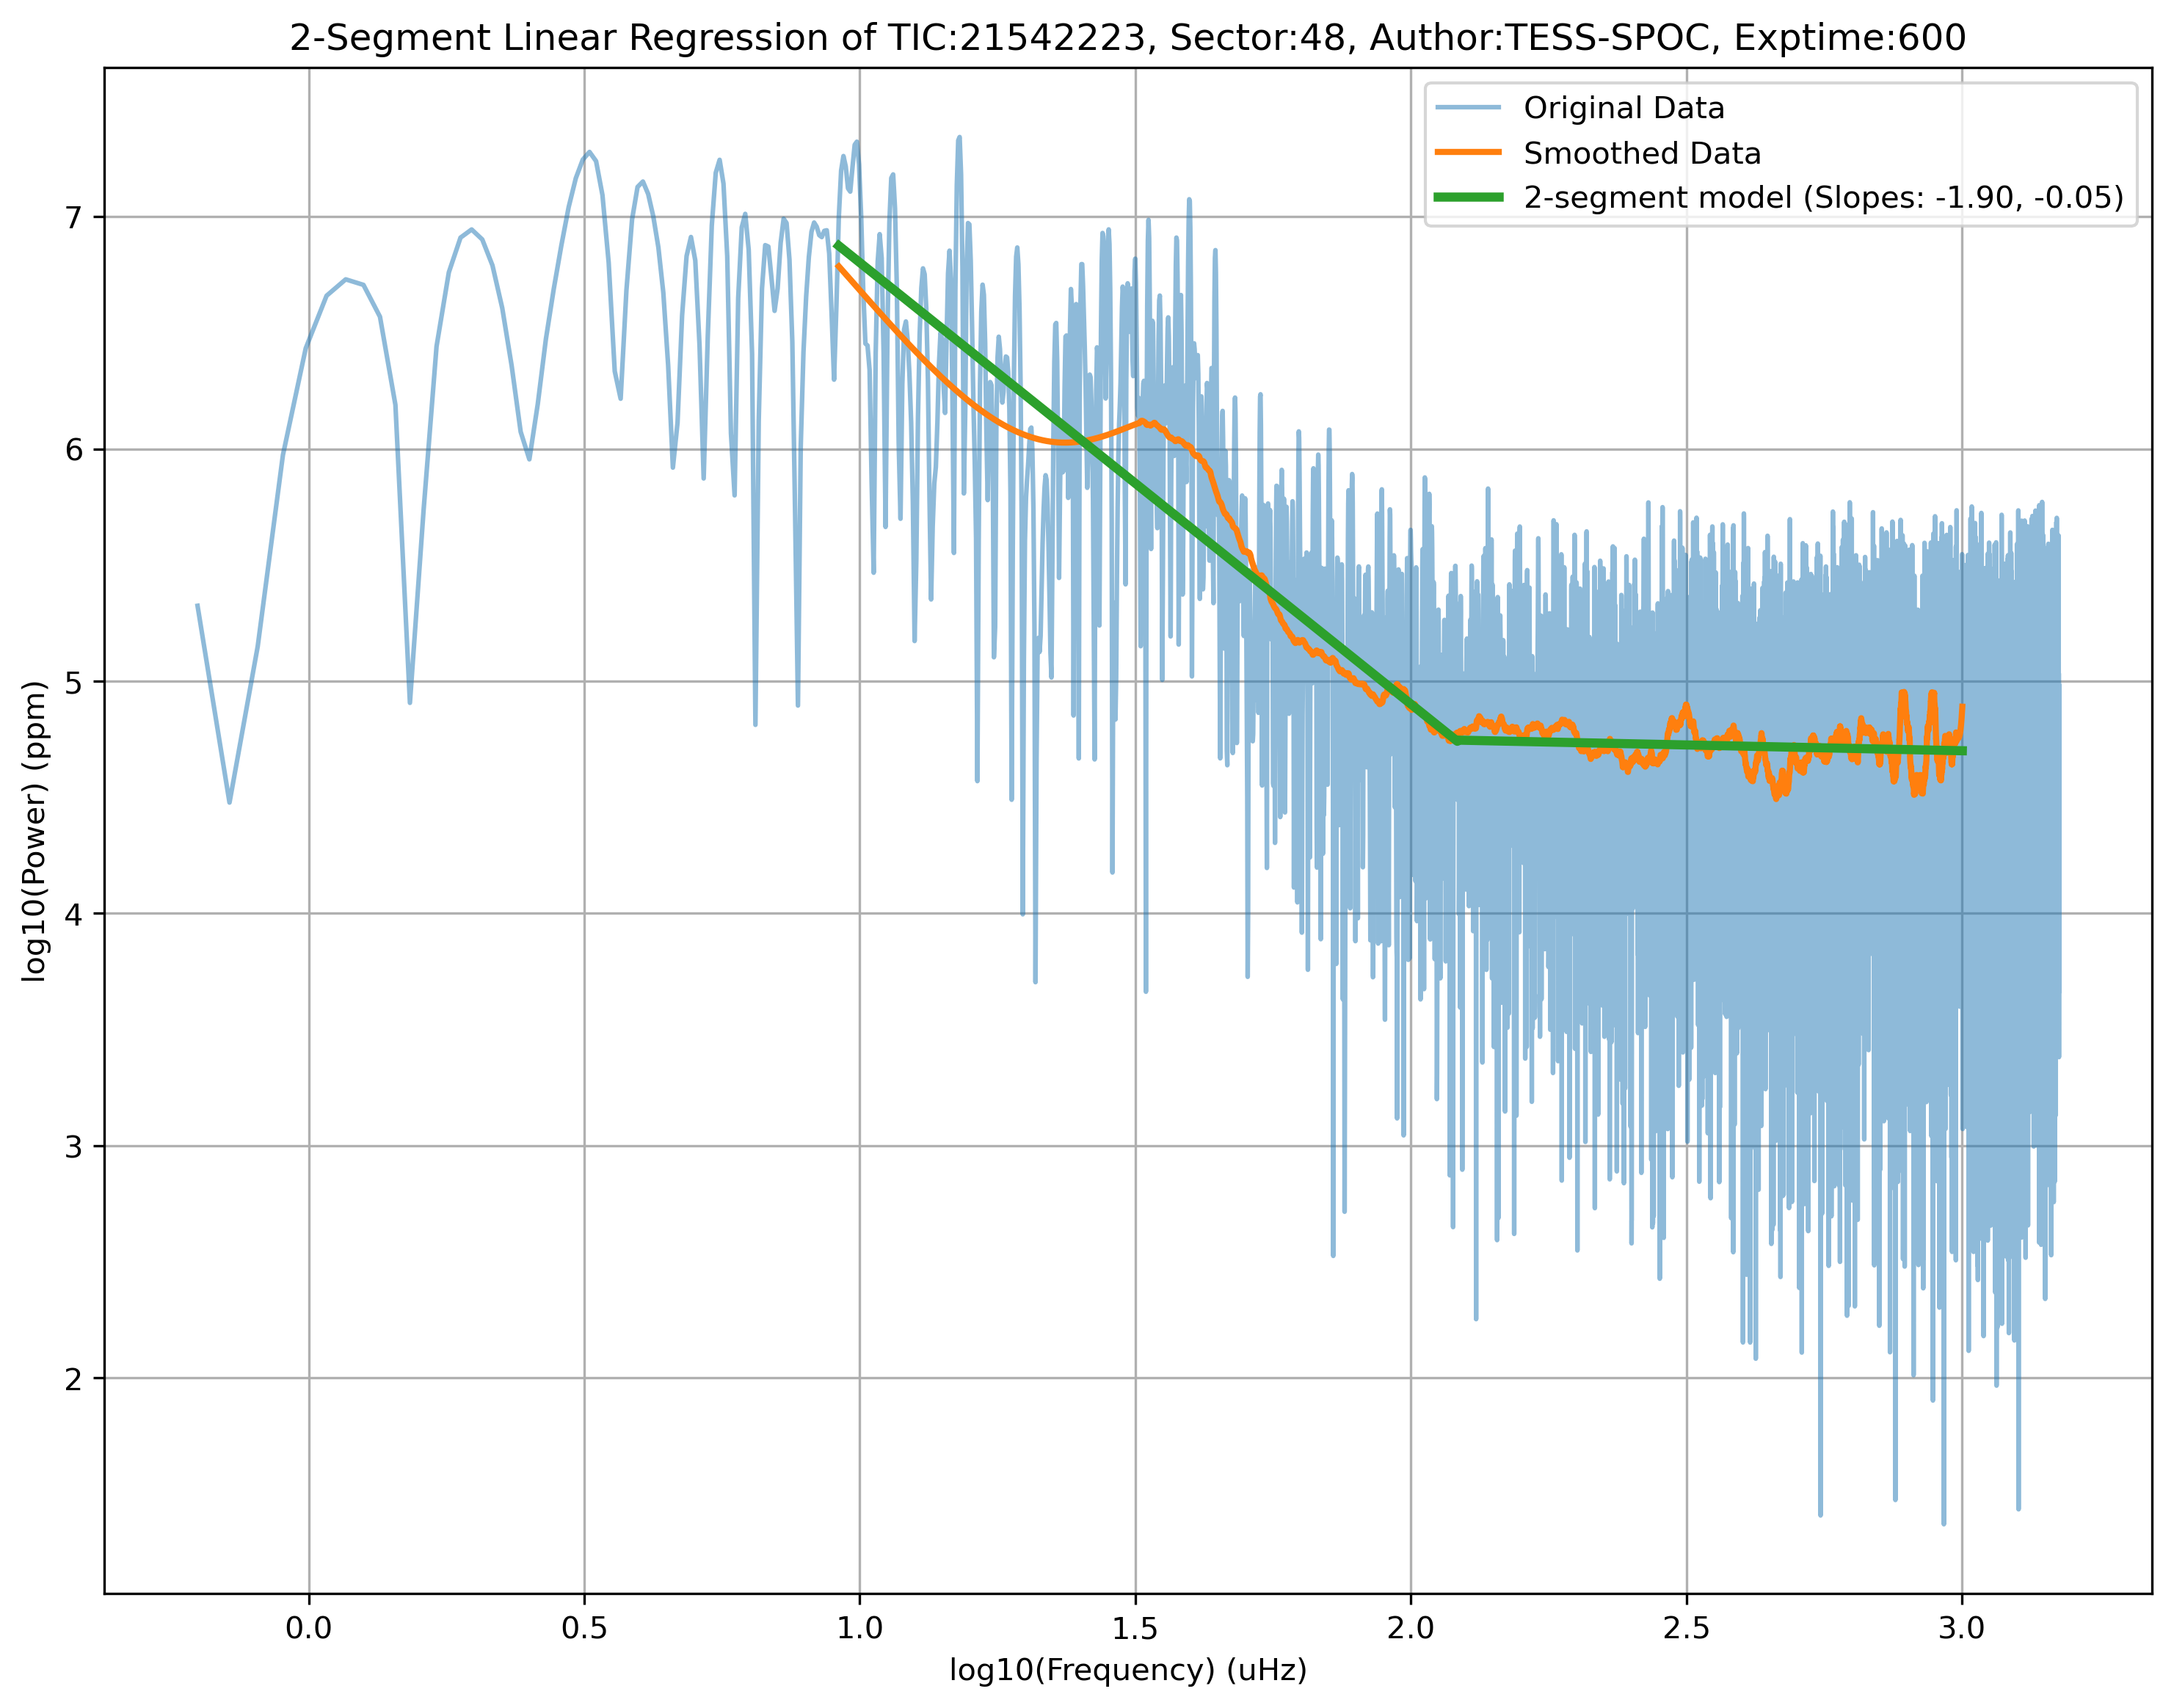 2-Segment Linear Regression of TIC:21542223, Sector:48, Author:TESS-SPOC, Exptime:600
Original Data
Smoothed Data
2-segment model (Slopes: -1.90, -0.05)
log10(Power) (ppm)
7
6
5
4
3
2
0.0
0.5
1.0
1.5
2.0
2.5
3.0
log10(Frequency) (uHz)